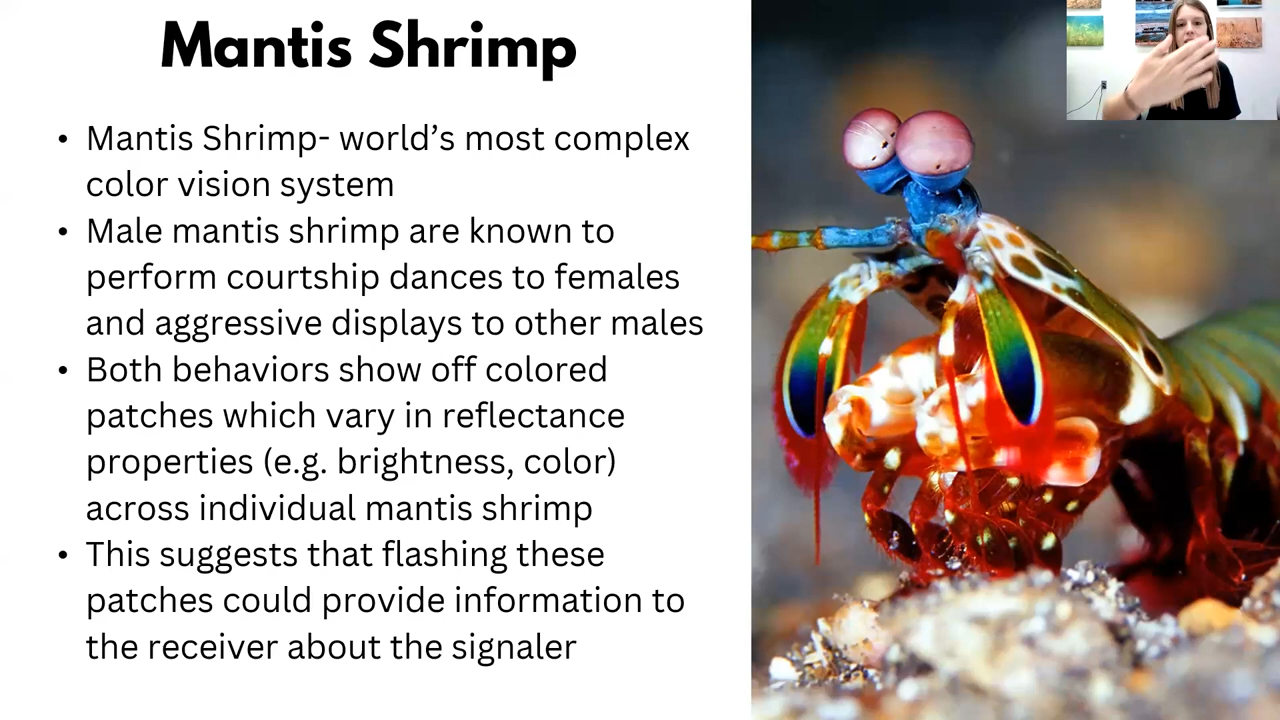 Mantis Shrimp
• Mantis Shrimp- world’s most complex
color vision system
• Male mantis shrimp are known to
perform courtship dances to females
and aggressive displays to other males
• Both behaviors show off colored
patches which vary in reflectance
properties (e.g. brightness, color)
across individual mantis shrimp
• This suggests that flashing these
patches could provide information to
the receiver about the signaler